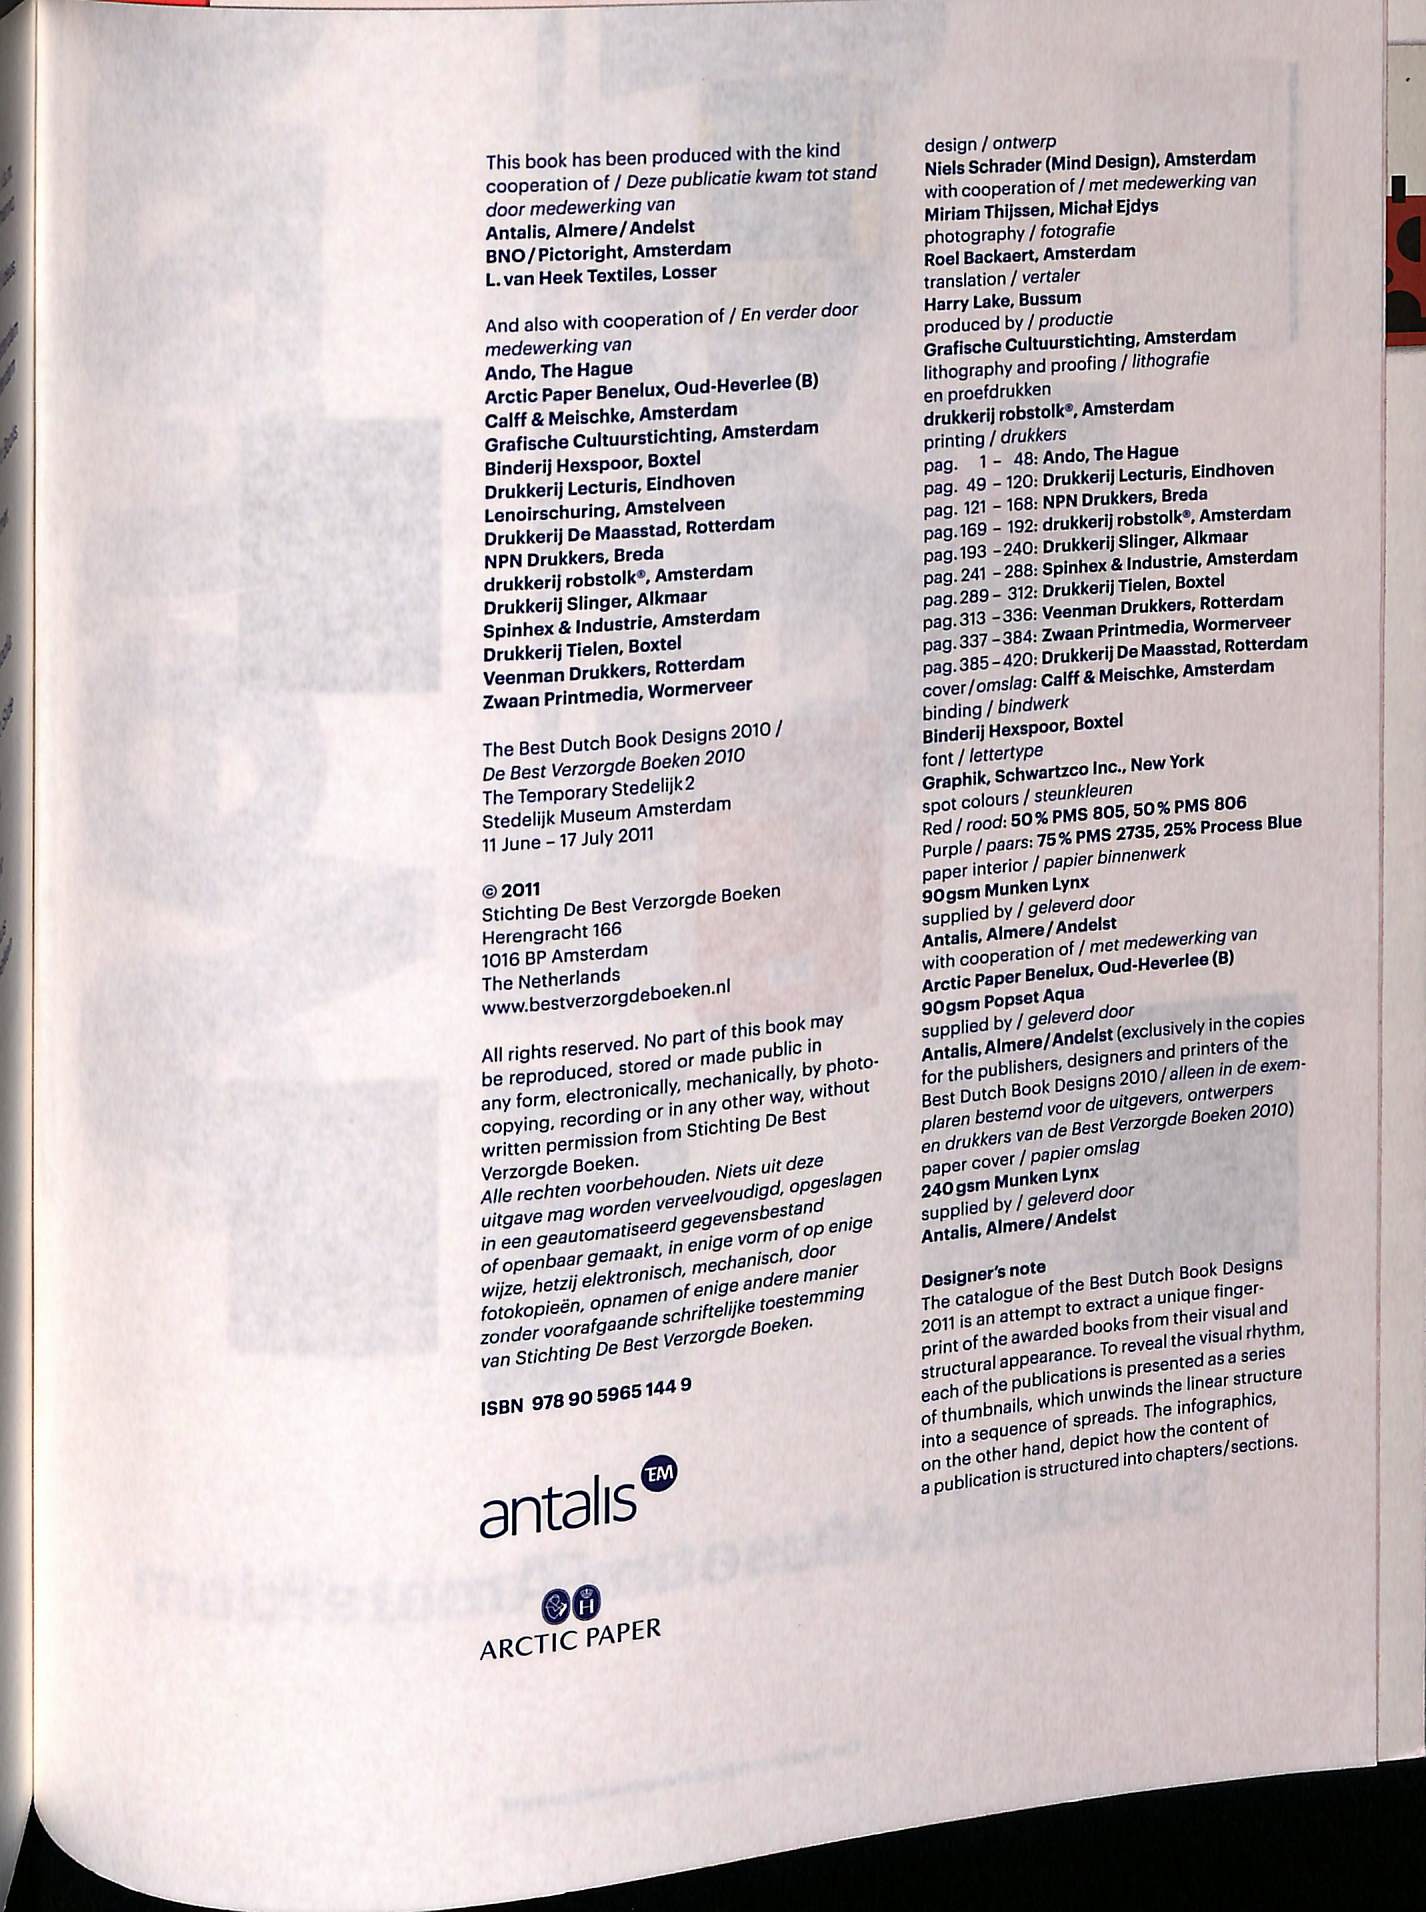 This book has been produced with the kind
cooperation of / Deze publicatie kwam tot stand
door medewerking van
Antalis, Almere/Andelst
BNO/Pictoright, Amsterdam
L. van Heek Textiles, Losser
And also with cooperation of / En verder door
medewerking van
Ando, The Hague
Arctic Paper Benelux, Oud-Heverlee (B)
Calff & Meischke, Amsterdam
Grafische Cultuurstichting, Amsterdam
Binderij Hexspoor, Boxtel
Drukkerij Lecturis, Eindhoven
Lenoirschuring, Amstelveen
Drukkerij De Maasstad, Rotterdam
NPN Drukkers, Breda
drukkerij robstolk®, Amsterdam
Drukkerij Slinger, Alkmaar
Spinhex & Industrie, Amsterdam
Drukkerij Tielen, Boxtel
Veenman Drukkers, Rotterdam
Zwaan Printmedia, Wormerveer
The Best Dutch Book Designs 2010 /
De Best Verzorgde Boeken 2010
The Temporary Stedelijk 2
Stedelijk Museum Amsterdam
11 June – 17 July 2011
© 2011
Stichting De Best Verzorgde Boeken
Herengracht 166
1016 BP Amsterdam
The Netherlands
www.bestverzorgdeboeken.nl
All rights reserved. No part of this book may
be reproduced, stored or made public in
any form, electronically, mechanically, by photo-
copying, recording or in any other way, without
written permission from Stichting De Best
Verzorgde Boeken.
Alle rechten voorbehouden. Niets uit deze
uitgave mag worden verveelvoudigd, opgeslagen
in een geautomatiseerd gegevensbestand
of openbaar gemaakt, in enige vorm of op enige
wijze, hetzij elektronisch, mechanisch, door
fotokopieën, opnamen of enige andere manier
zonder voorafgaande schriftelijke toestemming
van Stichting De Best Verzorgde Boeken.
ISBN 978 90 5965 144 9
antalis TM
ARCTIC PAPER
design / ontwerp
Niels Schrader (Mind Design), Amsterdam
with cooperation of / met medewerking van
Miriam Thijssen, Michał Ejdys
photography / fotografie
Roel Backaert, Amsterdam
translation / vertaler
Harry Lake, Bussum
produced by / productie
Grafische Cultuurstichting, Amsterdam
lithography and proofing / lithografie
en proefdrukken
drukkerij robstolk®, Amsterdam
printing / drukkers
pag. 1 – 48: Ando, The Hague
pag. 49 – 120: Drukkerij Lecturis, Eindhoven
pag. 121 – 168: NPN Drukkers, Breda
pag. 169 – 192: drukkerij robstolk®, Amsterdam
pag. 193 – 240: Drukkerij Slinger, Alkmaar
pag. 241 – 288: Spinhex & Industrie, Amsterdam
pag. 289 – 312: Drukkerij Tielen, Boxtel
pag. 313 – 336: Veenman Drukkers, Rotterdam
pag. 337 – 384: Zwaan Printmedia, Wormerveer
pag. 385 – 420: Drukkerij De Maasstad, Rotterdam
cover/omslag: Calff & Meischke, Amsterdam
binding / bindwerk
Binderij Hexspoor, Boxtel
font / lettertype
Graphik, Schwartzco Inc., New York
spot colours / steunkleuren
Red / rood: 50% PMS 805, 50% PMS 806
Purple / paars: 75% PMS 2735, 25% Process Blue
paper interior / papier binnenwerk
90gsm Munken Lynx
supplied by / geleverd door
Antalis, Almere/Andelst
with cooperation of / met medewerking van
Arctic Paper Benelux, Oud-Heverlee (B)
90gsm Popset Aqua
supplied by / geleverd door
Antalis, Almere/Andelst (exclusively in the copies
for the publishers, designers and printers of the
Best Dutch Book Designs 2010/alleen in de exem-
plaren bestemd voor de uitgevers, ontwerpers
en drukkers van de Best Verzorgde Boeken 2010)
paper cover / papier omslag
240gsm Munken Lynx
supplied by / geleverd door
Antalis, Almere/Andelst
Designer's note
The catalogue of the Best Dutch Book Designs
2011 is an attempt to extract a unique finger-
print of the awarded books from their visual and
structural appearance. To reveal the visual rhythm,
each of the publications is presented as a series
of thumbnails, which unwinds the linear structure
into a sequence of spreads. The infographics,
on the other hand, depict how the content of
a publication is structured into chapters/sections.